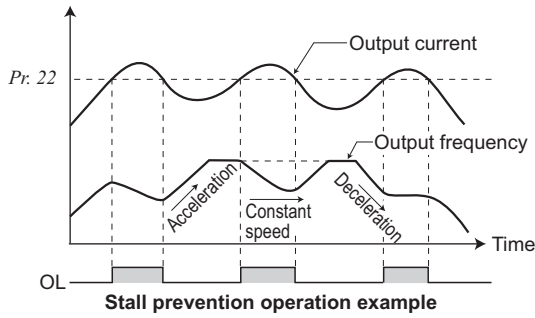 Output current
Pr. 22
Output frequency
Acceleration
Constant
speed
Deceleration
Time
OL
Stall prevention operation example